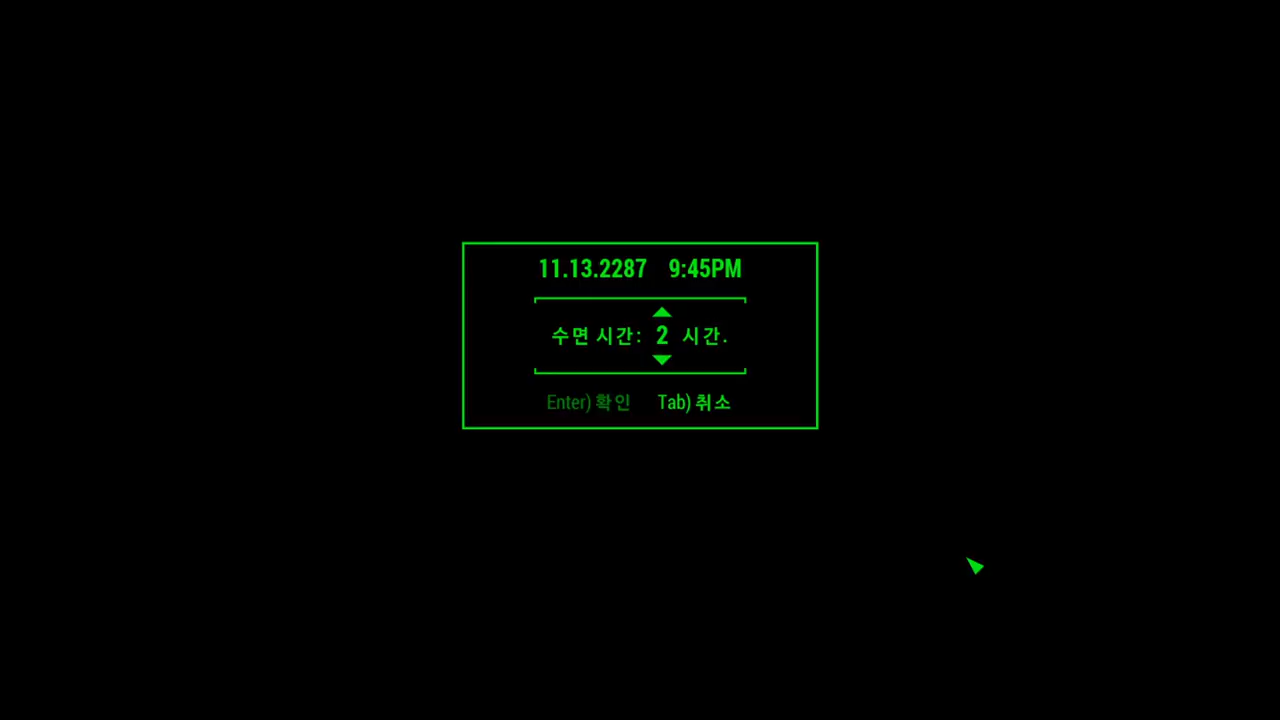 11.13.2287 9:45PM
수면 시간: 2 시간.
Enter) 확인 Tab) 취소